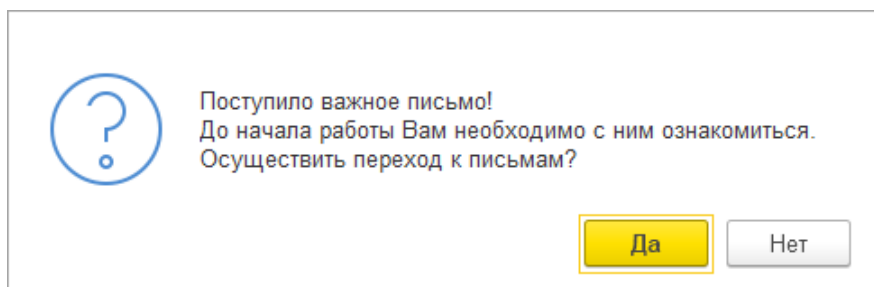 Поступило важное письмо!
До начала работы Вам необходимо с ним ознакомиться.
Осуществить переход к письмам?
Да Нет